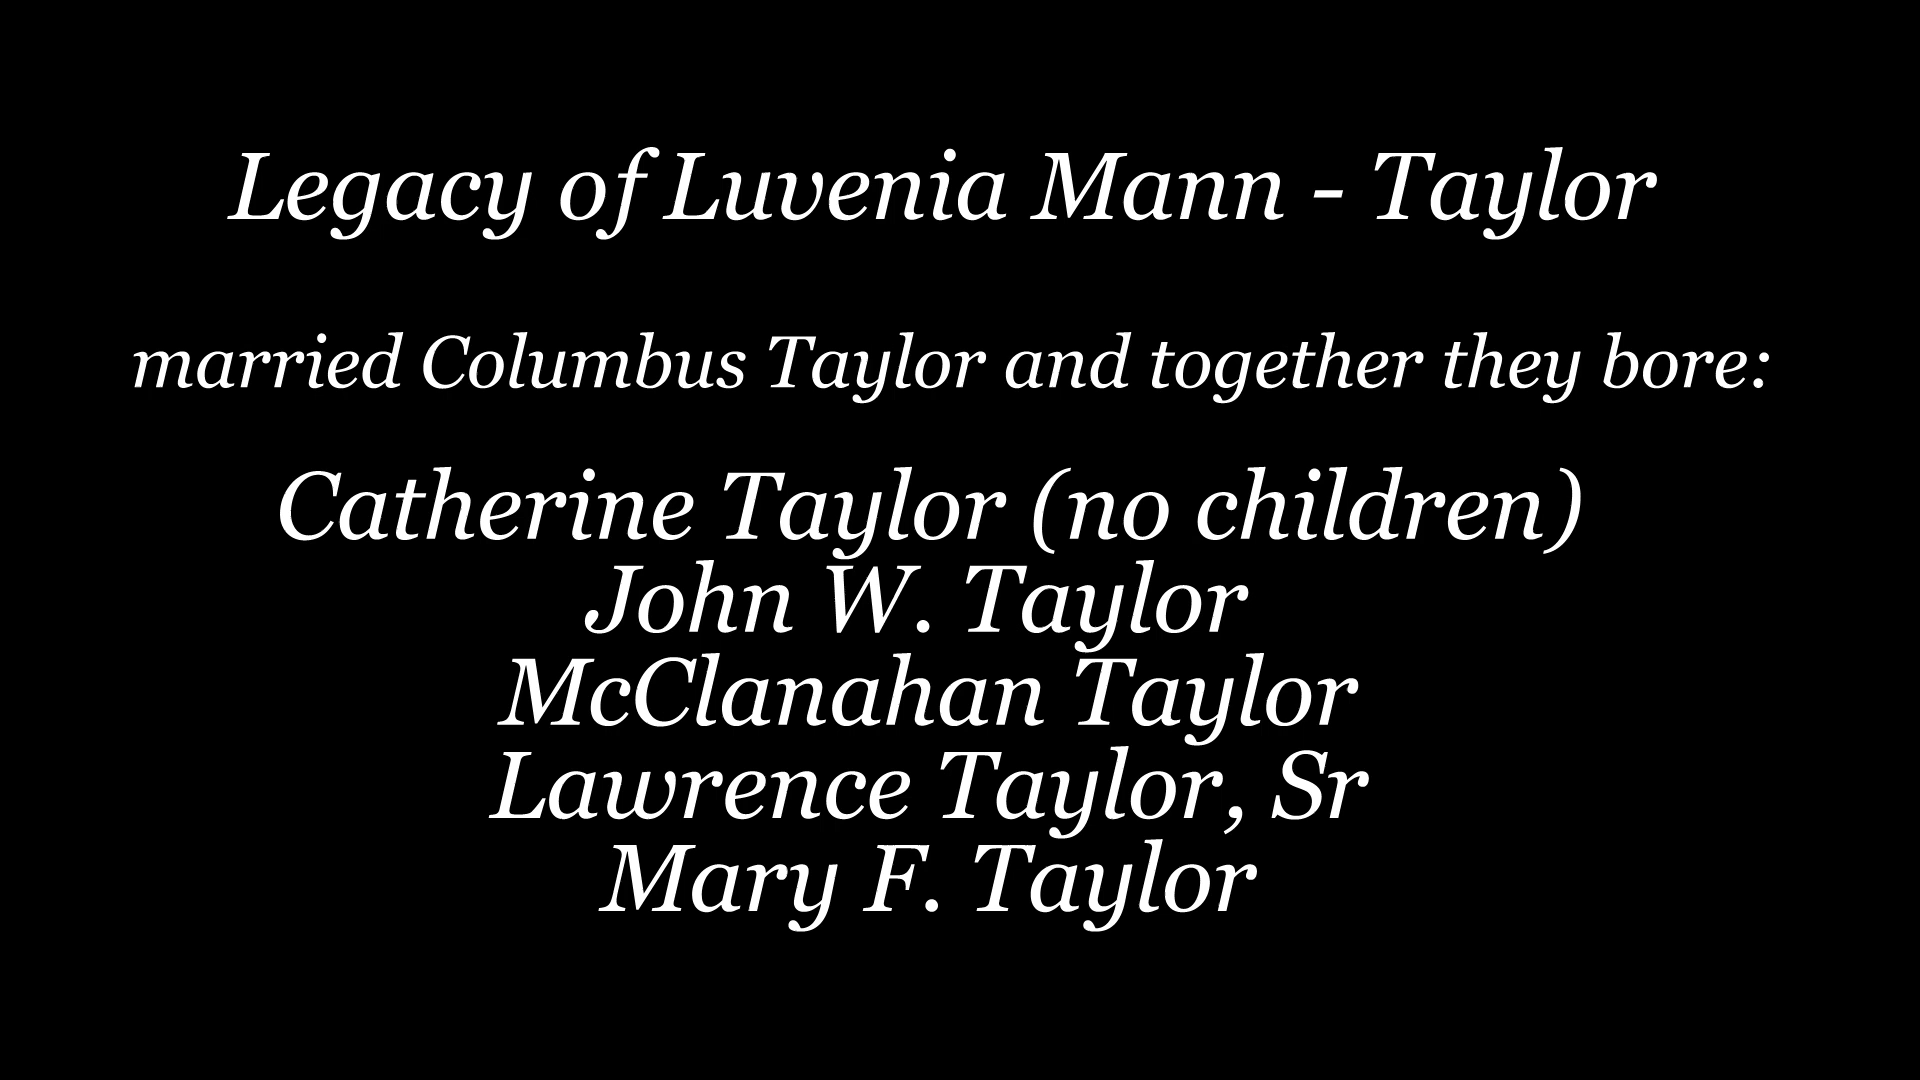 Legacy of Luvenia Mann - Taylor
married Columbus Taylor and together they bore:
Catherine Taylor (no children)
John W. Taylor
McClanahan Taylor
Lawrence Taylor, Sr
Mary F. Taylor